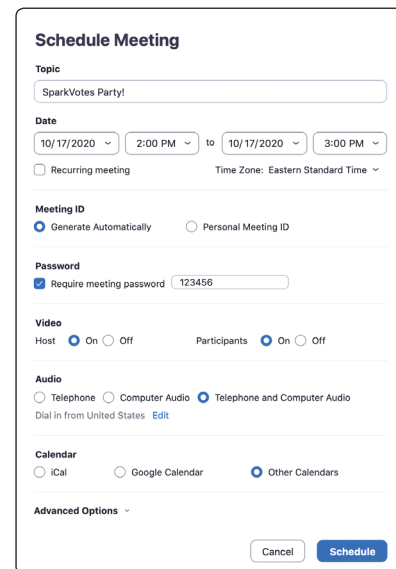 Schedule Meeting
Topic
SparkVotes Party!
Date
10/17/2020 2:00 PM to 10/17/2020 3:00 PM
Recurring meeting Time Zone: Eastern Standard Time
Meeting ID
Generate Automatically Personal Meeting ID
Password
Require meeting password 123456
Video
Host On Off Participants On Off
Audio
Telephone Computer Audio Telephone and Computer Audio
Dial in from United States Edit
Calendar
iCal Google Calendar Other Calendars
Advanced Options
Cancel Schedule